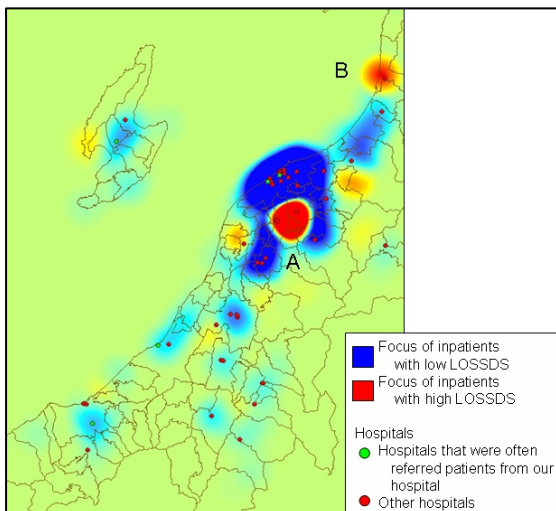 B
A
Focus of inpatients
with low LOSSDS
Focus of inpatients
with high LOSSDS
Hospitals
Hospitals that were often
referred patients from our
hospital
Other hospitals